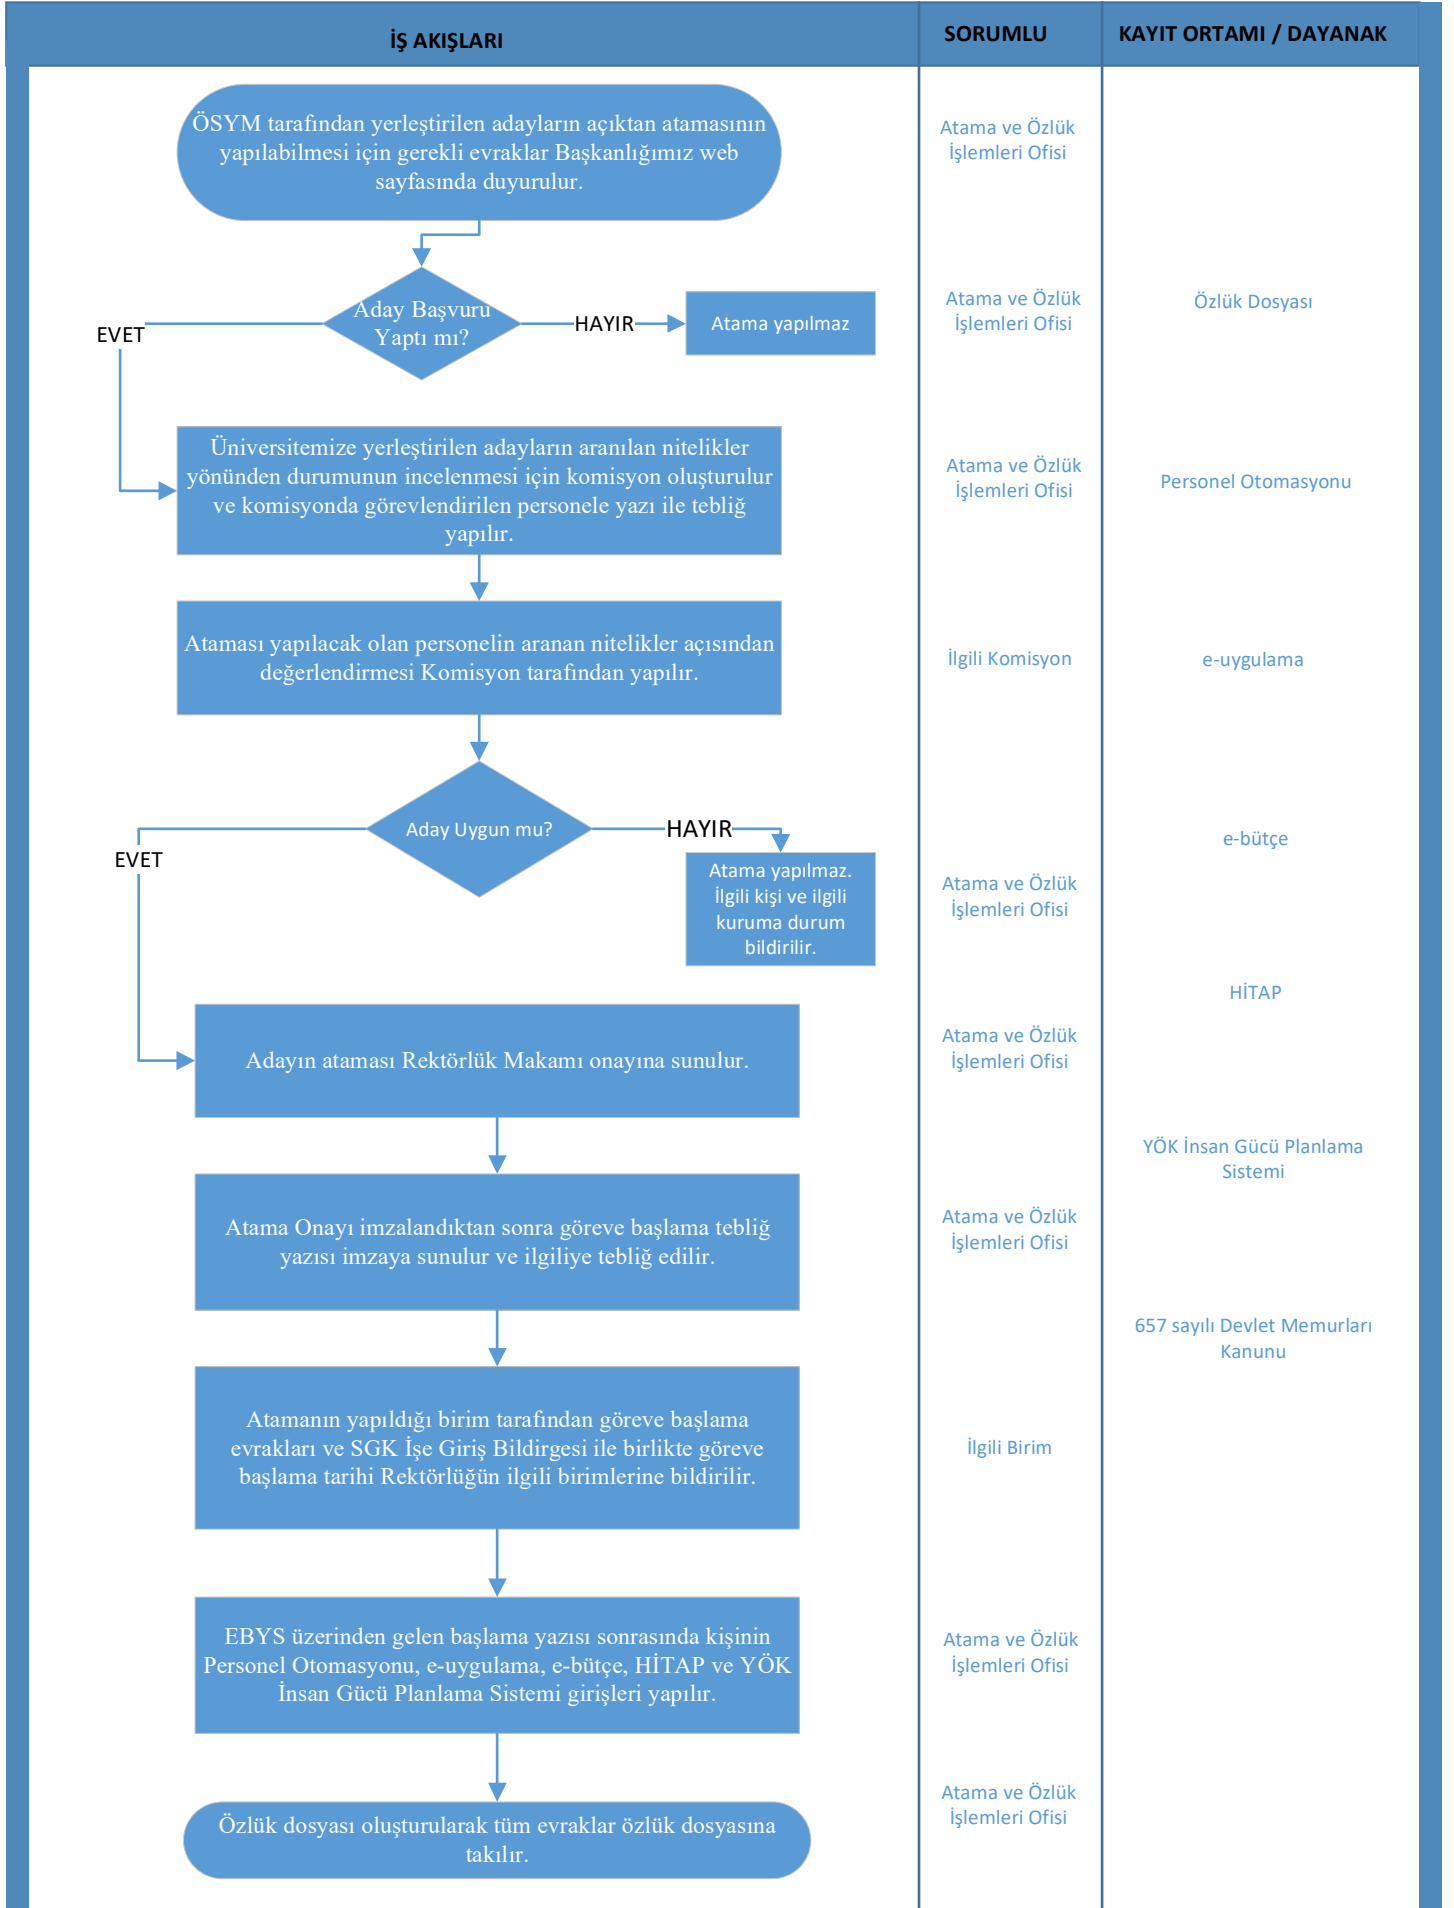 İŞ AKIŞLARI
SORUMLU
KAYIT ORTAMI / DAYANAK
ÖSYM tarafından yerleştirilen adayların açıktan atamasının
yapılabilmesi için gerekli evraklar Başkanlığımız web
sayfasında duyurulur.
Atama ve Özlük
İşlemleri Ofisi
Aday Başvuru
Yaptı mı?
EVET
HAYIR
Atama yapılmaz
Atama ve Özlük
İşlemleri Ofisi
Özlük Dosyası
Üniversitemize yerleştirilen adayların aranılan nitelikler
yönünden durumunun incelenmesi için komisyon oluşturulur
ve komisyonda görevlendirilen personele yazı ile tebliğ
yapılır.
Atama ve Özlük
İşlemleri Ofisi
Personel Otomasyonu
Ataması yapılacak olan personelin aranan nitelikler açısından
değerlendirmesi Komisyon tarafından yapılır.
İlgili Komisyon
e-uygulama
Aday Uygun mu?
EVET
HAYIR
Atama yapılmaz.
İlgili kişi ve ilgili
kuruma durum
bildirilir.
Atama ve Özlük
İşlemleri Ofisi
e-bütçe
HİTAP
Adayın ataması Rektörlük Makamı onayına sunulur.
Atama ve Özlük
İşlemleri Ofisi
YÖK İnsan Gücü Planlama
Sistemi
Atama Onayı imzalandıktan sonra göreve başlama tebliğ
yazısı imzaya sunulur ve ilgiliye tebliğ edilir.
Atama ve Özlük
İşlemleri Ofisi
657 sayılı Devlet Memurları
Kanunu
Atamanın yapıldığı birim tarafından göreve başlama
evrakları ve SGK İşe Giriş Bildirgesi ile birlikte göreve
başlama tarihi Rektörlüğün ilgili birimlerine bildirilir.
İlgili Birim
EBYS üzerinden gelen başlama yazısı sonrasında kişinin
Personel Otomasyonu, e-uygulama, e-bütçe, HİTAP ve YÖK
İnsan Gücü Planlama Sistemi girişleri yapılır.
Atama ve Özlük
İşlemleri Ofisi
Özlük dosyası oluşturularak tüm evraklar özlük dosyasına
takılır.
Atama ve Özlük
İşlemleri Ofisi